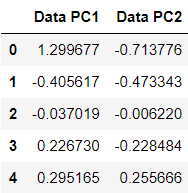 Data PC1 Data PC2
0 1.299677 -0.713776
1 -0.405617 -0.473343
2 -0.037019 -0.006220
3 0.226730 -0.228484
4 0.295165 0.255666